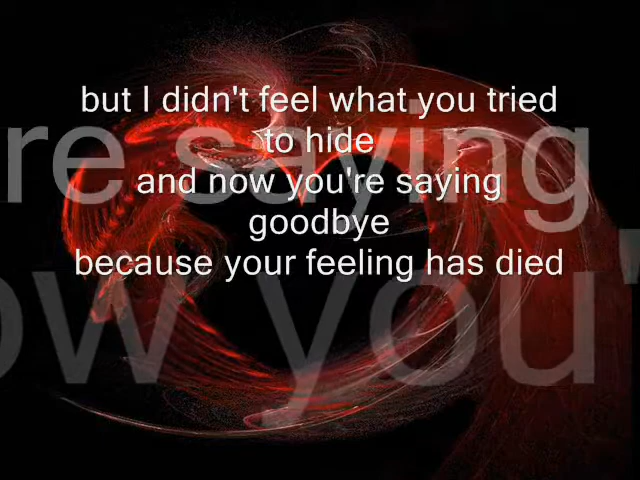 but I didn't feel what you tried
to hide
and now you're saying
goodbye
because your feeling has died
re saying
ow you'